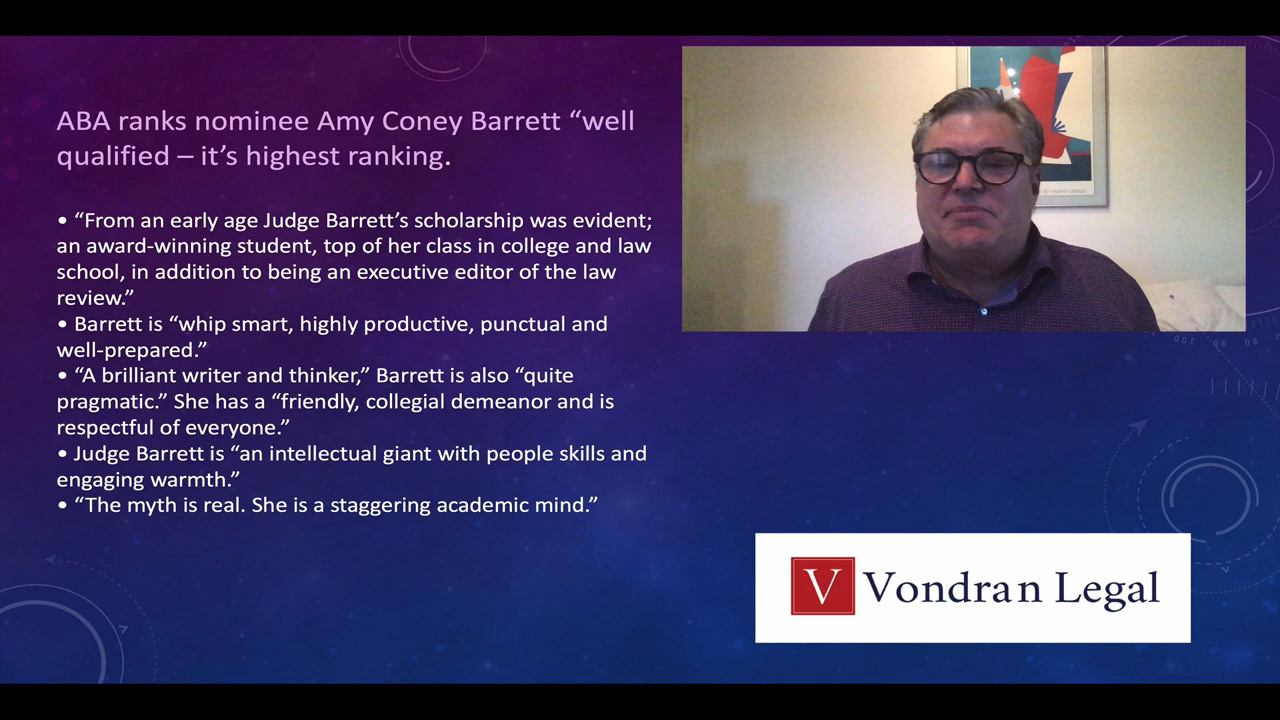 ABA ranks nominee Amy Coney Barrett “well
qualified – it’s highest ranking.
• “From an early age Judge Barrett’s scholarship was evident;
an award-winning student, top of her class in college and law
school, in addition to being an executive editor of the law
review.”
• Barrett is “whip smart, highly productive, punctual and
well-prepared.”
• “A brilliant writer and thinker,” Barrett is also “quite
pragmatic.” She has a “friendly, collegial demeanor and is
respectful of everyone.”
• Judge Barrett is “an intellectual giant with people skills and
engaging warmth.”
• “The myth is real. She is a staggering academic mind.”
V Vondran Legal